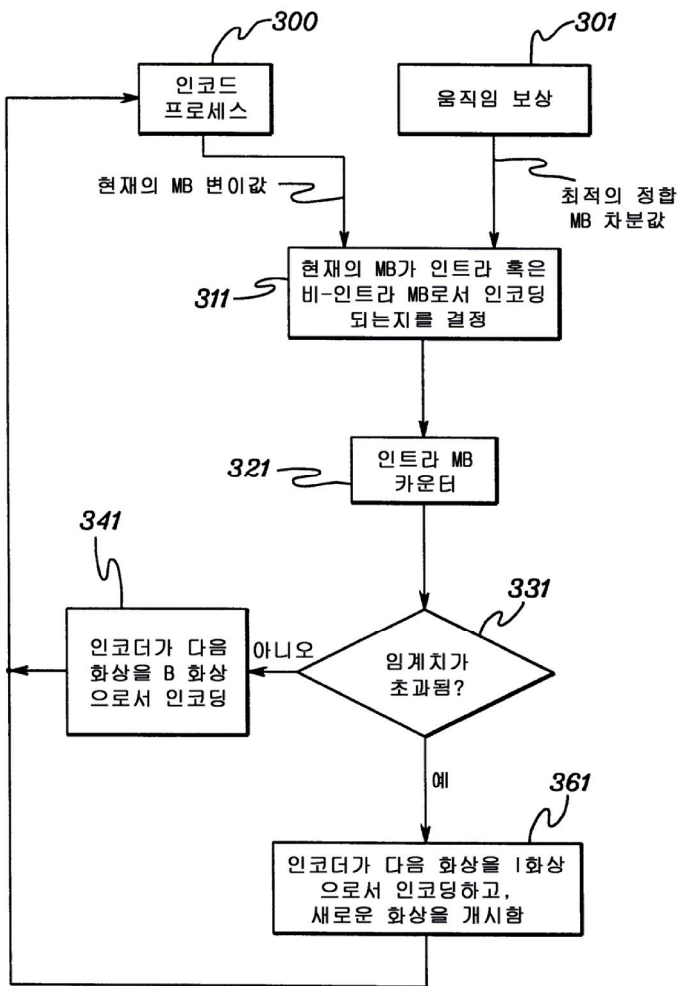 300
인코드
프로세스
301
움직임 보상
현재의 MB 변이값
최적의 정합
MB 차분값
311
현재의 MB가 인트라 혹은
비-인트라 MB로서 인코딩
되는지를 결정
321
인트라 MB
카운터
331
임계치가
초과됨?
아니오
341
인코더가 다음
화상을 B 화상
으로서 인코딩
예
361
인코더가 다음 화상을 I화상
으로서 인코딩하고,
새로운 화상을 개시함